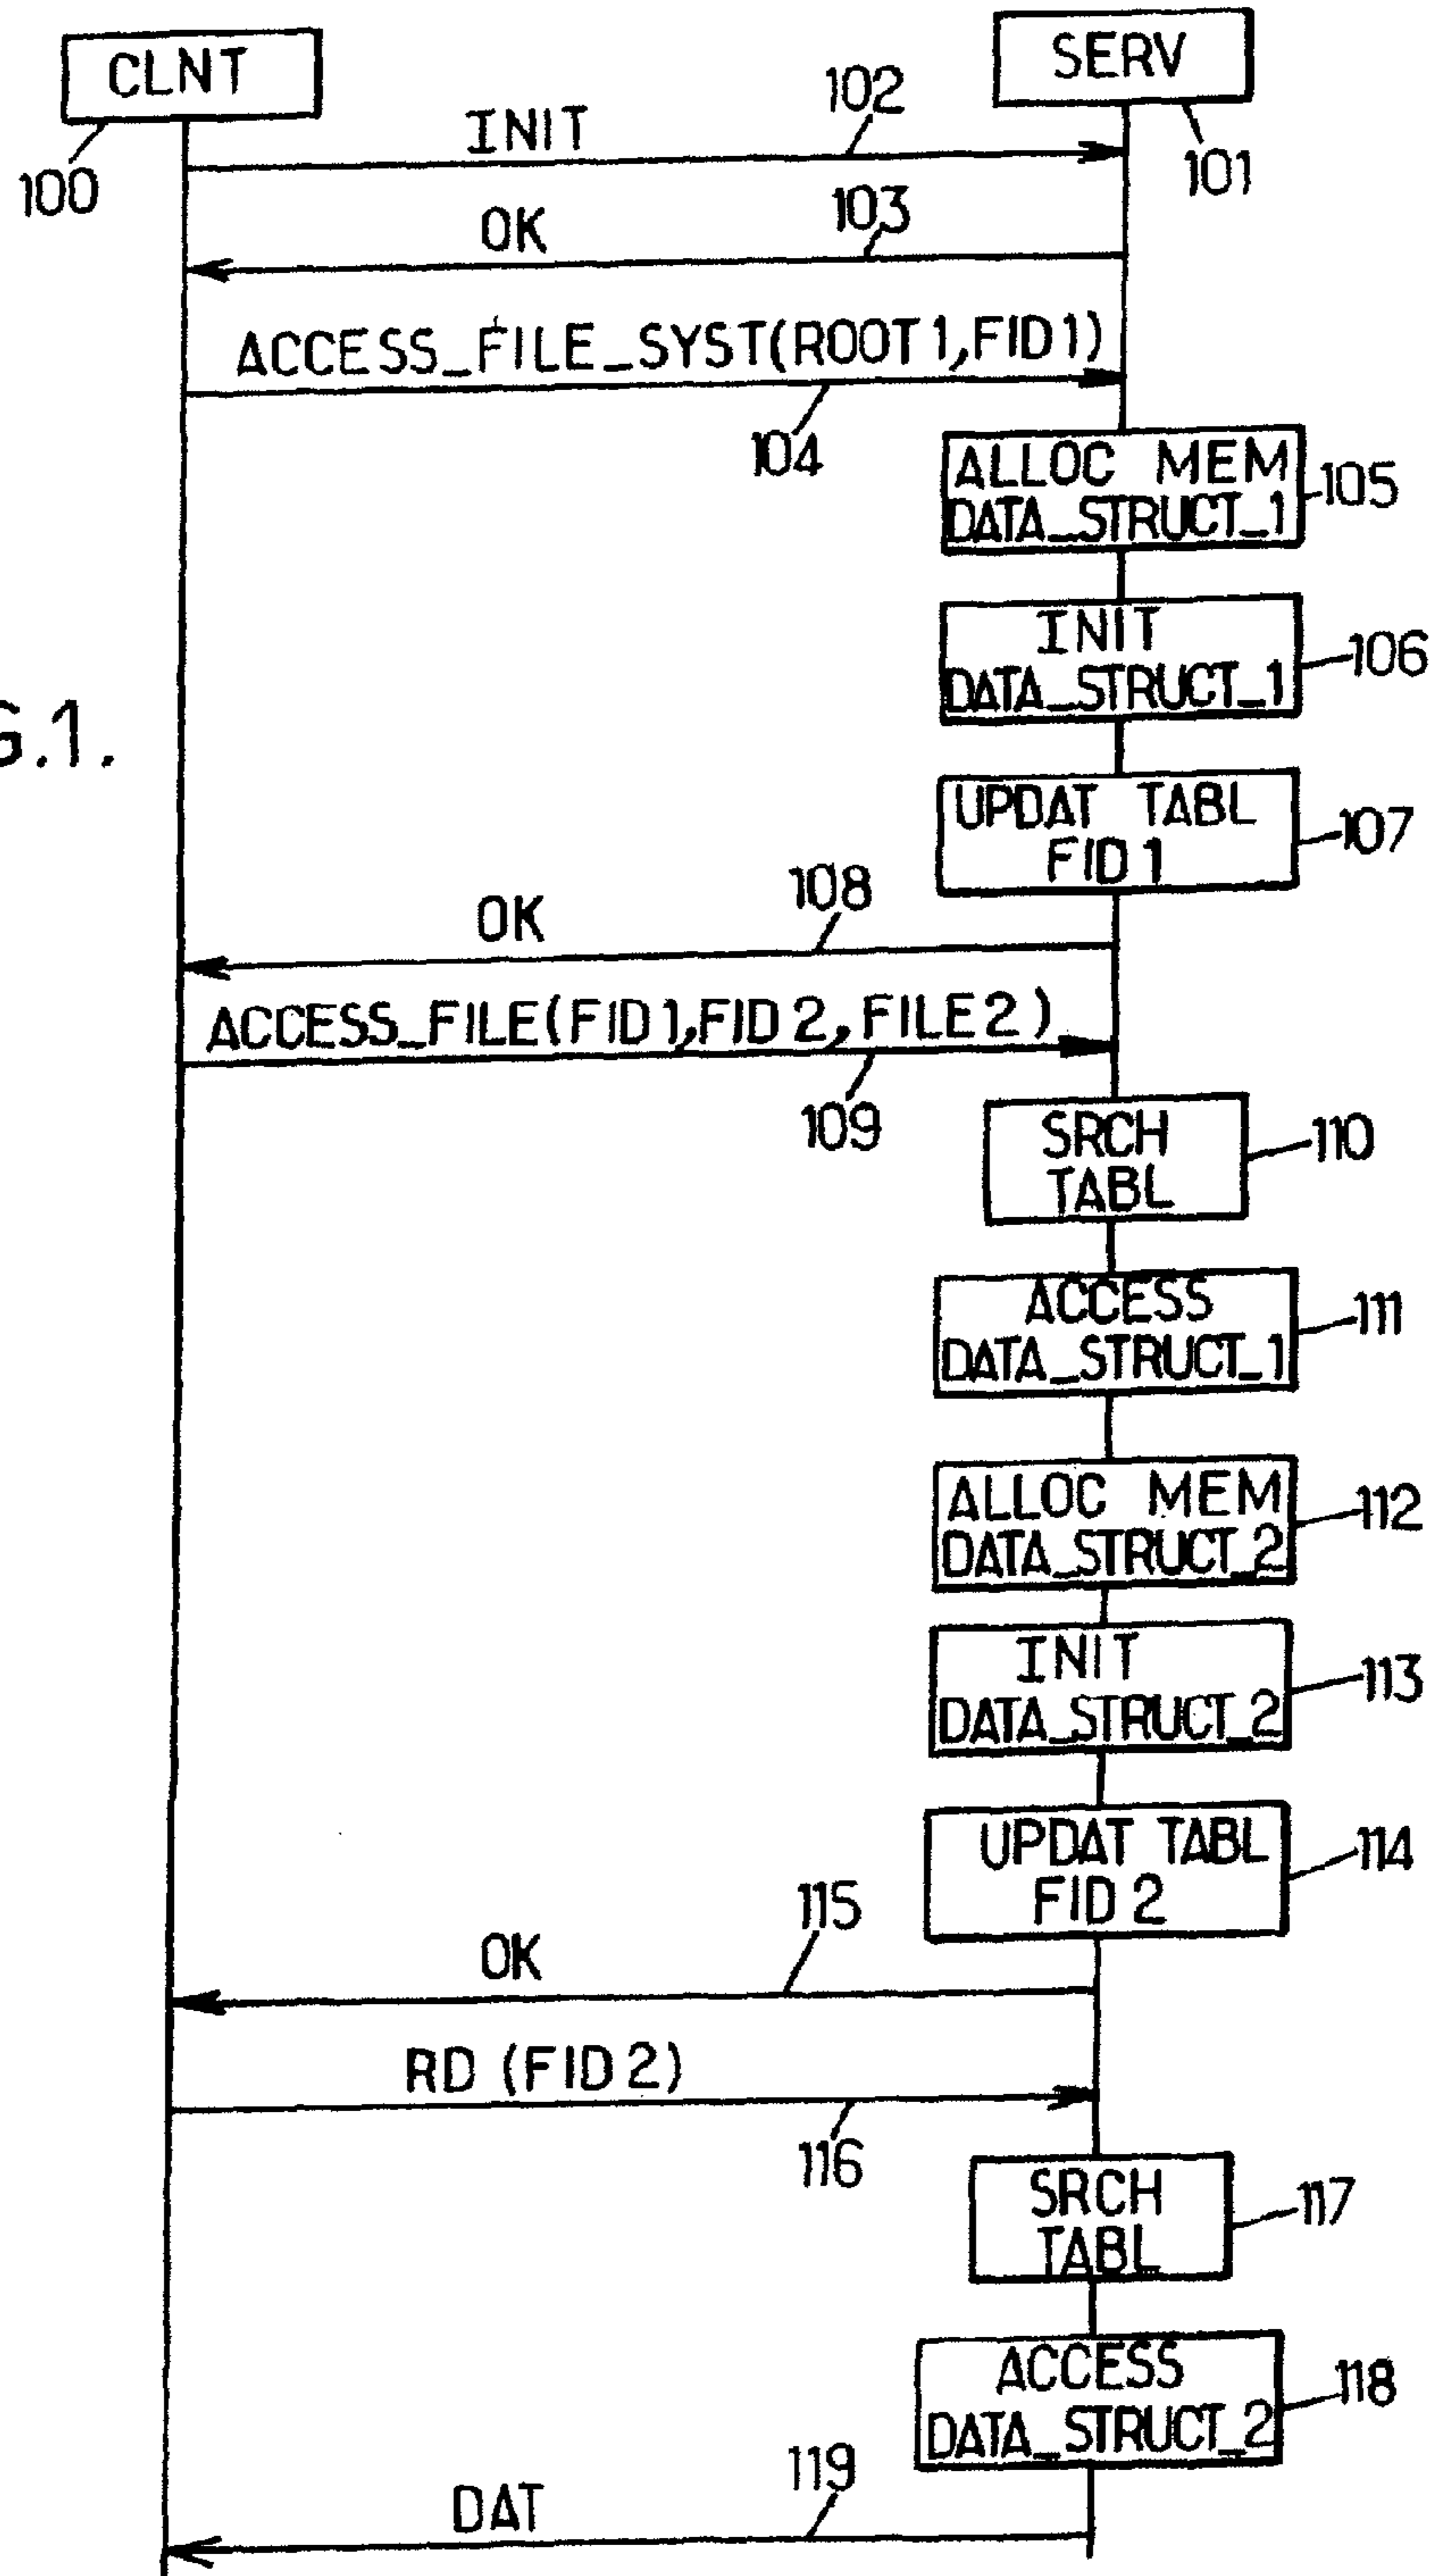 CLNT
SERV
100
101
INIT
102
OK
103
ACCESS_FILE_SYST(ROOT1,FID1)
104
ALLOC MEM
DATA_STRUCT_1
105
INIT
DATA_STRUCT_1
106
G.1.
UPDAT TABL
FID1
107
OK
108
ACCESS_FILE(FID1,FID2,FILE2)
109
SRCH
TABL
110
ACCESS
DATA_STRUCT_1
111
ALLOC MEM
DATA_STRUCT_2
112
INIT
DATA_STRUCT_2
113
UPDAT TABL
FID2
114
OK
115
RD (FID2)
116
SRCH
TABL
117
ACCESS
DATA_STRUCT_2
118
DAT
119